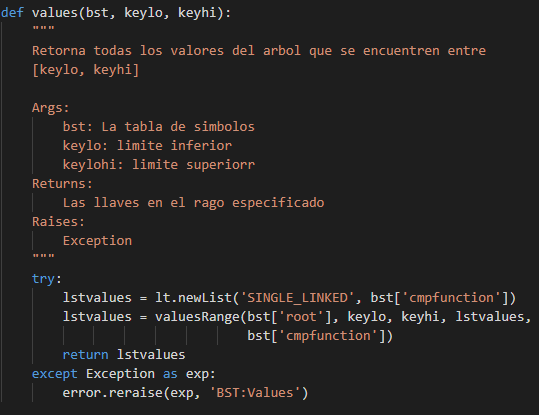 def values(bst, keylo, keyhi):
    """
    Retorna todas los valores del arbol que se encuentren entre
    [keylo, keyhi]

    Args:
        bst: La tabla de simbolos
        keylo: limite inferior
        keylohi: limite superiorr
    Returns:
        Las llaves en el rago especificado
    Raises:
        Exception
    """
    try:
        lstvalues = lt.newList('SINGLE_LINKED', bst['cmpfunction'])
        lstvalues = valuesRange(bst['root'], keylo, keyhi, lstvalues,
                                bst['cmpfunction'])
        return lstvalues
    except Exception as exp:
        error.reraise(exp, 'BST:Values')